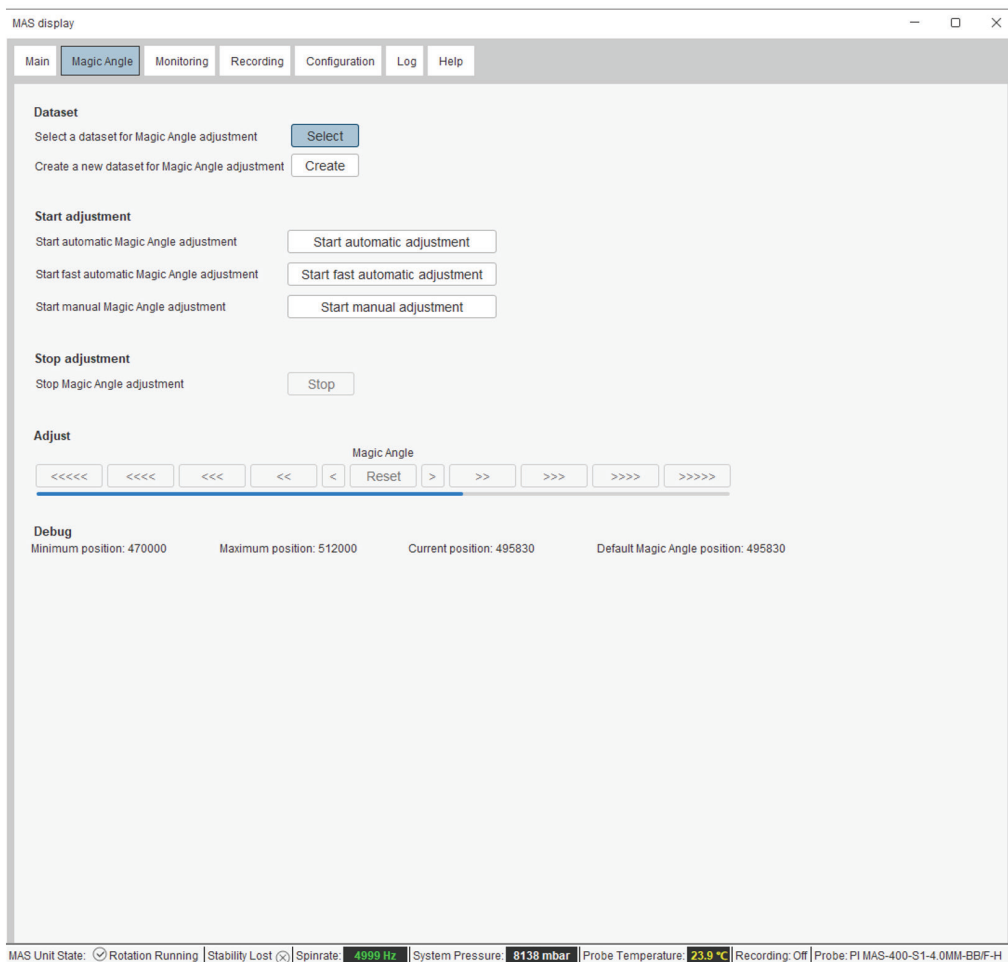 MAS display
Main Magic Angle Monitoring Recording Configuration Log Help
Dataset
Select a dataset for Magic Angle adjustment Select
Create a new dataset for Magic Angle adjustment Create
Start adjustment
Start automatic Magic Angle adjustment Start automatic adjustment
Start fast automatic Magic Angle adjustment Start fast automatic adjustment
Start manual Magic Angle adjustment Start manual adjustment
Stop adjustment
Stop Magic Angle adjustment Stop
Adjust
Magic Angle
<<<<< <<<< <<< << < Reset > >> >>> >>>> >>>>>
Debug
Minimum position: 470000 Maximum position: 512000 Current position: 495830 Default Magic Angle position: 495830
MAS Unit State: Rotation Running Stability Lost Spinrate: 4999 Hz System Pressure: 8138 mbar Probe Temperature: 23.9 °C Recording: Off Probe: PI MAS-400-S1-4.0MM-BB/F-H